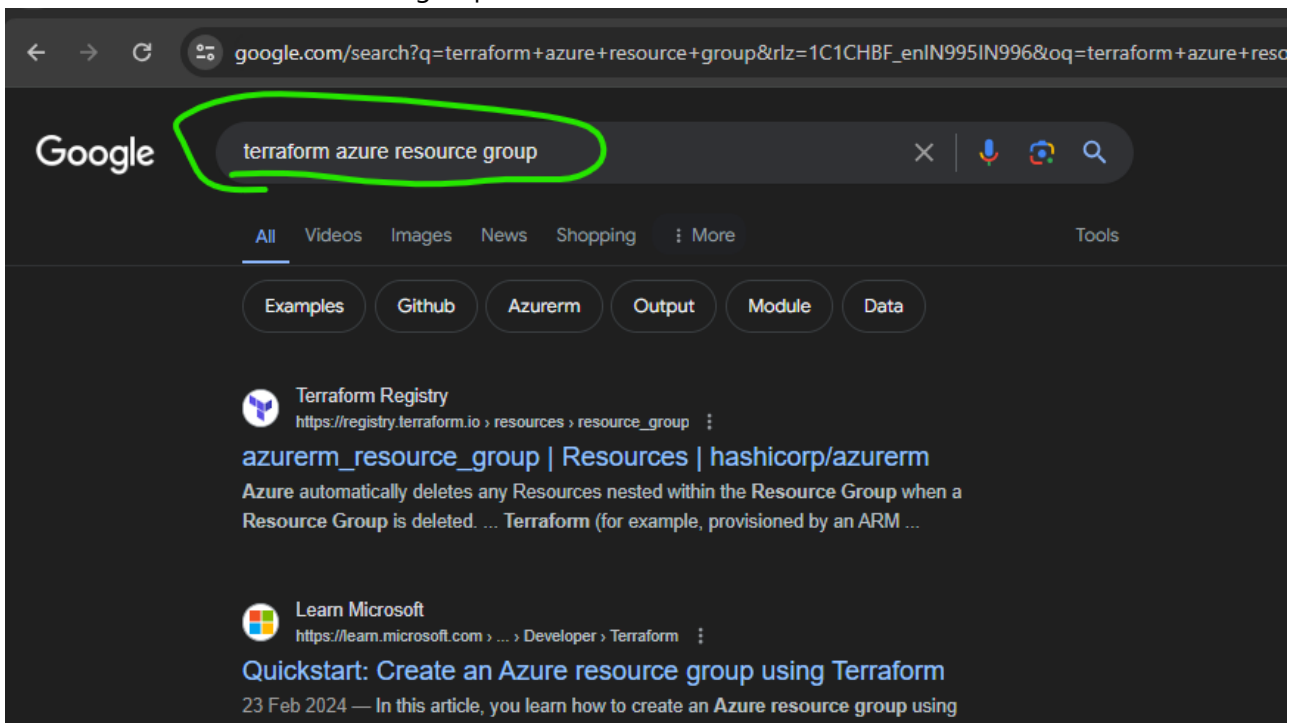 google.com/search?q=terraform+azure+resource+group&rlz=1C1CHBF_enIN995IN996&oq=terraform+azure+reso
Google
terraform azure resource group
All Videos Images News Shopping More Tools
Examples Github Azurerm Output Module Data
Terraform Registry
https://registry.terraform.io › resources › resource_group
azurerm_resource_group | Resources | hashicorp/azurerm
Azure automatically deletes any Resources nested within the Resource Group when a
Resource Group is deleted. ... Terraform (for example, provisioned by an ARM ...
Learn Microsoft
https://learn.microsoft.com › ... › Developer › Terraform
Quickstart: Create an Azure resource group using Terraform
23 Feb 2024 — In this article, you learn how to create an Azure resource group using